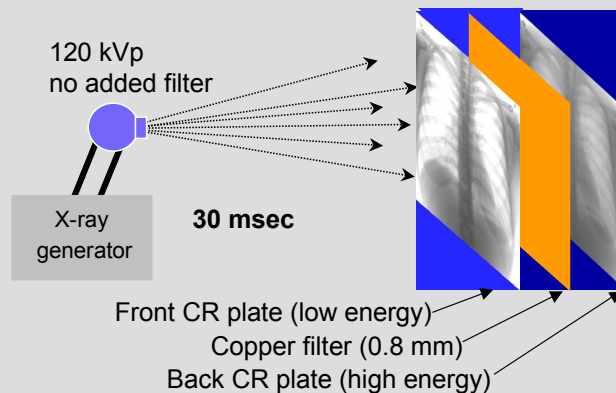 120 kVp
no added filter
X-ray
generator
30 msec
Front CR plate (low energy)
Copper filter (0.8 mm)
Back CR plate (high energy)